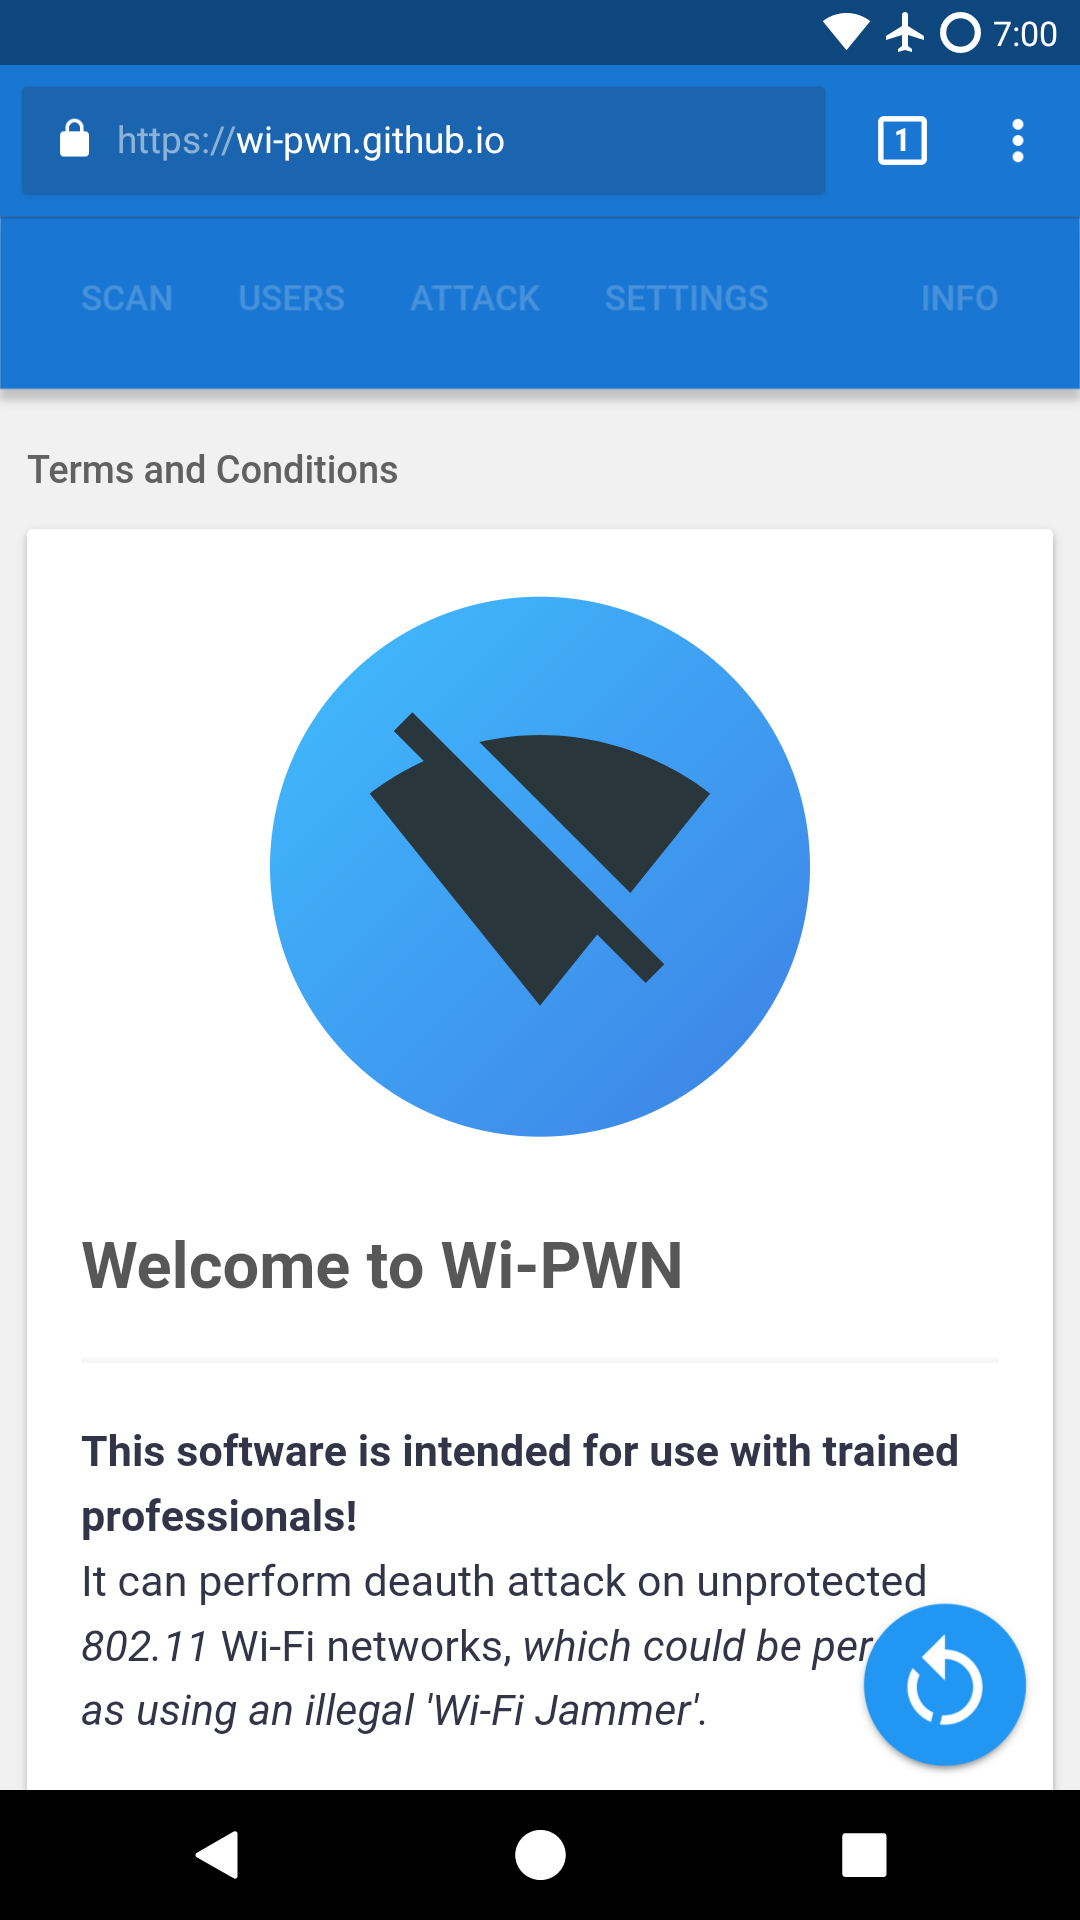 7:00
https://wi-pwn.github.io
1
SCAN USERS ATTACK SETTINGS INFO
Terms and Conditions
Welcome to Wi-PWN
This software is intended for use with trained
professionals!
It can perform deauth attack on unprotected
802.11 Wi-Fi networks, which could be per
as using an illegal 'Wi-Fi Jammer'.